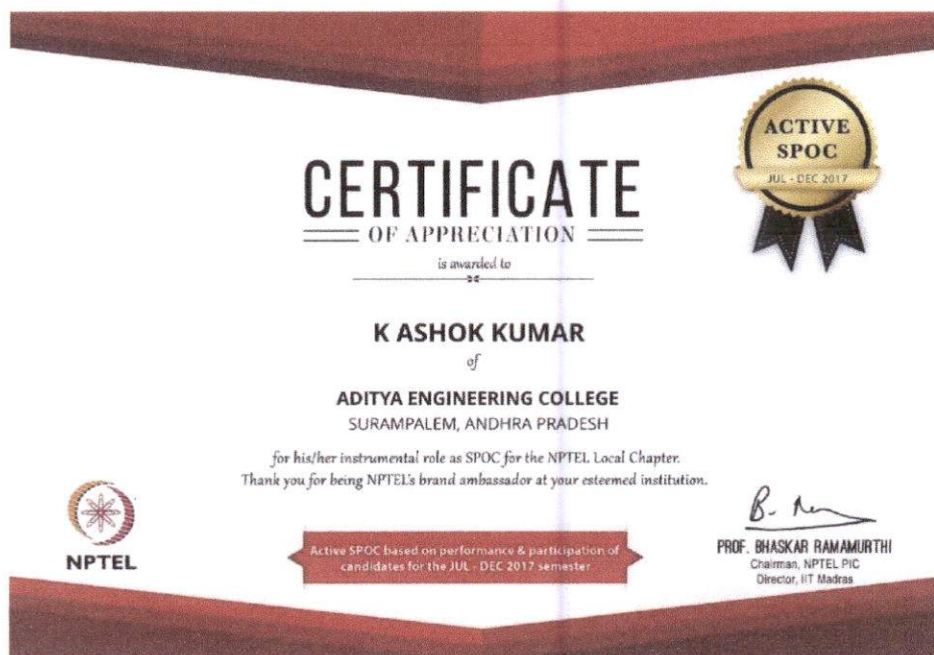 ACTIVE
SPOC
JUL - DEC 2017
CERTIFICATE
OF APPRECIATION
is awarded to
K ASHOK KUMAR
of
ADITYA ENGINEERING COLLEGE
SURAMPALEM, ANDHRA PRADESH
for his/her instrumental role as SPOC for the NPTEL Local Chapter.
Thank you for being NPTEL's brand ambassador at your esteemed institution.
NPTEL
Active SPOC based on performance & participation of
candidates for the JUL - DEC 2017 semester
PROF. BHASKAR RAMAMURTHI
Chairman, NPTEL PIC
Director, IIT Madras